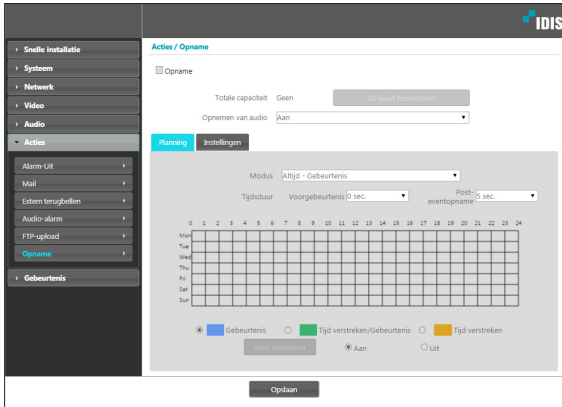 IDIS
Snelle installatie
Systeem
Netwerk
Video
Audio
Acties
Alarm-Uit
Mail
Extern terugbellen
Audio-alarm
FTP-upload
Opname
Gebeurtenis
Acties / Opname
Opname
Totale capaciteit Geen SD-kaart formatteren
Opnemen van audio Aan
Planning Instellingen
Modus Altijd - Gebeurtenis
Tijdsduur Voorgebeurtenis 0 sec. Post-eventopname 5 sec.
0 1 2 3 4 5 6 7 8 9 10 11 12 13 14 15 16 17 18 19 20 21 22 23 24
Mon
Tue
Wed
Thu
Fri
Sat
Sun
Gebeurtenis Tijd verstreken/Gebeurtenis Tijd verstreken
Alles selecteren Aan Uit
Opslaan